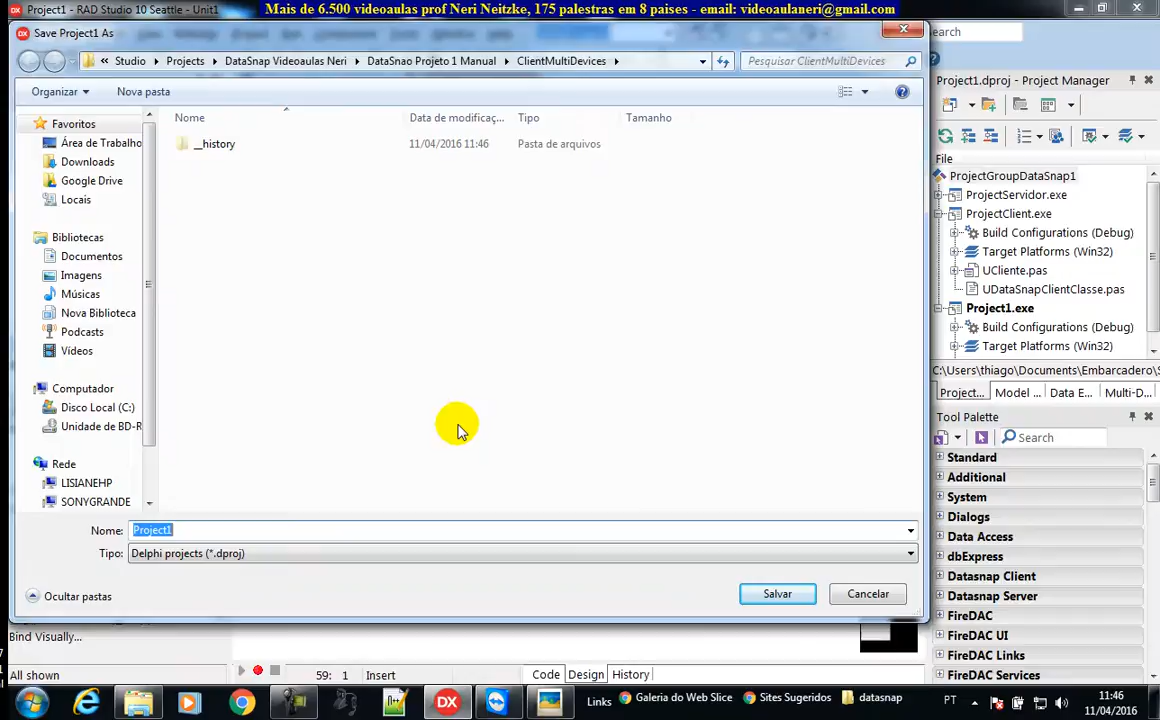 Project1 - RAD Studio 10 Seattle - Unit1
Mais de 6.500 videoaulas prof Neri Neitzke, 175 palestras em 8 paises - email: videoaulaneri@gmail.com
Save Project1 As
Studio
Projects
DataSnap Videoaulas Neri
DataSnao Projeto 1 Manual
ClientMultiDevices
Pesquisar ClientMultiDevices
Organizar
Nova pasta
Nome
Data de modificaç...
Tipo
Tamanho
__history
11/04/2016 11:46
Pasta de arquivos
Favoritos
Área de Trabalho
Downloads
Google Drive
Locais
Bibliotecas
Documentos
Imagens
Músicas
Nova Biblioteca
Podcasts
Vídeos
Computador
Disco Local (C:)
Unidade de BD-R
Rede
LISIANEHP
SONYGRANDE
Nome: Project1
Tipo: Delphi projects (*.dproj)
Ocultar pastas
Salvar
Cancelar
earch
Project1.dproj - Project Manager
File
ProjectGroupDataSnap1
ProjectServidor.exe
ProjectClient.exe
Build Configurations (Debug)
Target Platforms (Win32)
UCliente.pas
UDataSnapClientClasse.pas
Project1.exe
Build Configurations (Debug)
Target Platforms (Win32)
C:\Users\thiago\Documents\Embarcadero\S
Project...
Model ...
Data E...
Multi-D...
Tool Palette
Search
Standard
Additional
System
Dialogs
Data Access
dbExpress
Datasnap Client
Datasnap Server
FireDAC
FireDAC UI
FireDAC Links
FireDAC Services
Bind Visually...
All shown
59: 1
Insert
Code
Design
History
Links
Galeria do Web Slice
Sites Sugeridos
datasnap
PT
11:46
11/04/2016